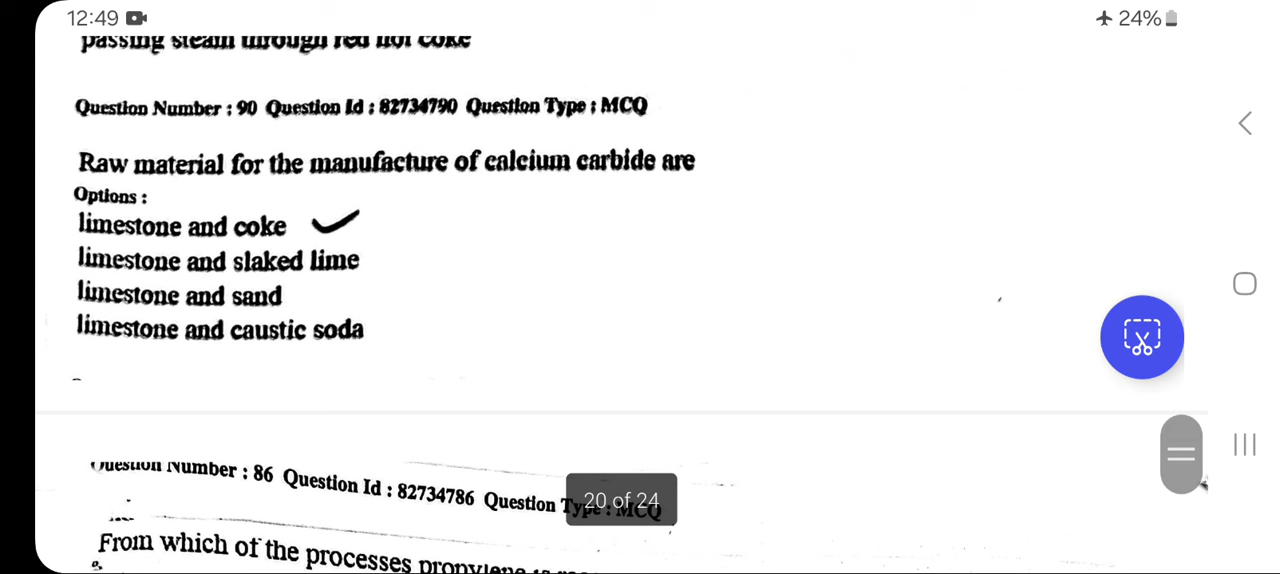 12:49
24%
passing steam through red hot coke
Question Number : 90 Question Id : 82734790 Question Type : MCQ
Raw material for the manufacture of calcium carbide are
Options :
limestone and coke
limestone and slaked lime
limestone and sand
limestone and caustic soda
Question Number : 86 Question Id : 82734786 Question Type : MCQ
20 of 24
From which of the processes propylene is